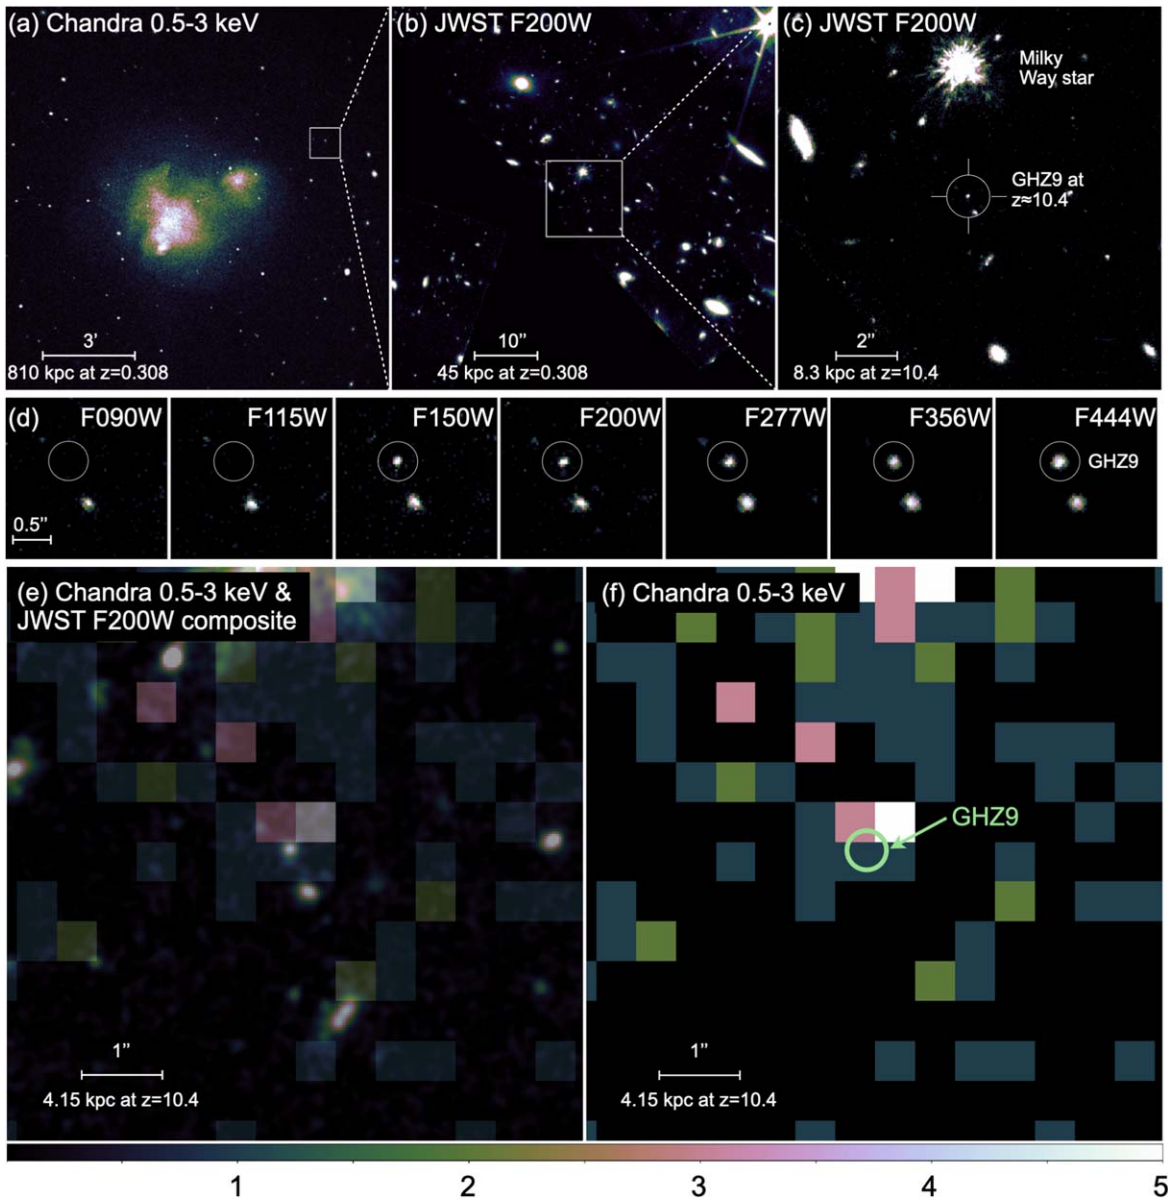 (a) Chandra 0.5-3 keV
3’
810 kpc at z=0.308
(b) JWST F200W
10’’
45 kpc at z=0.308
(c) JWST F200W
Milky
Way star
GHZ9 at
z≈10.4
2’’
8.3 kpc at z=10.4
(d)
F090W
0.5’’
F115W
F150W
F200W
F277W
F356W
F444W
GHZ9
(e) Chandra 0.5-3 keV &
JWST F200W composite
1’’
4.15 kpc at z=10.4
(f) Chandra 0.5-3 keV
GHZ9
1’’
4.15 kpc at z=10.4
1 2 3 4 5